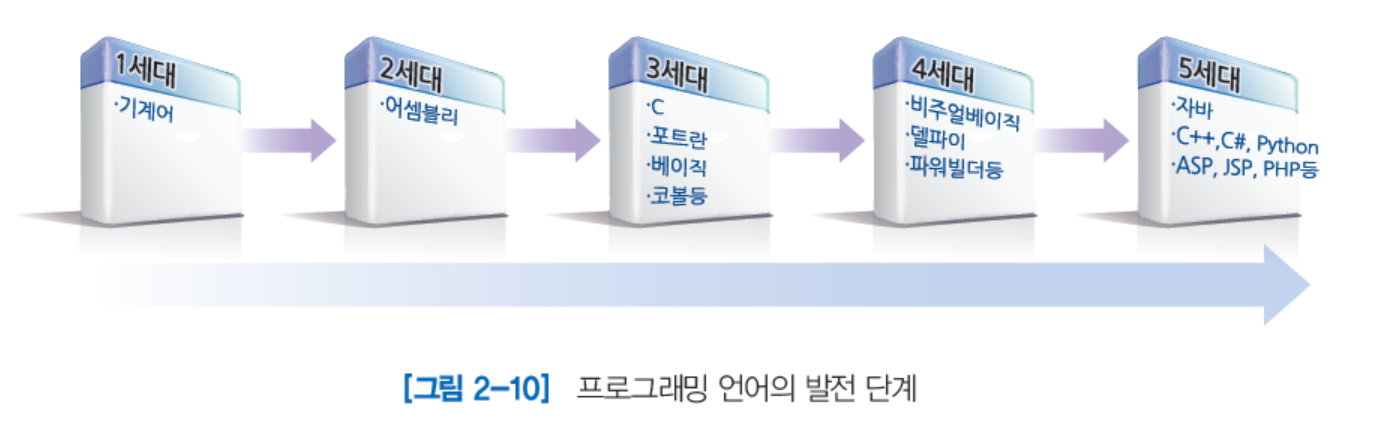 1세대
·기계어
2세대
·어셈블리
3세대
·C
·포트란
·베이직
·코볼등
4세대
·비주얼베이직
·델파이
·파워빌더등
5세대
·자바
·C++,C#, Python
·ASP, JSP, PHP등
[그림 2-10] 프로그래밍 언어의 발전 단계